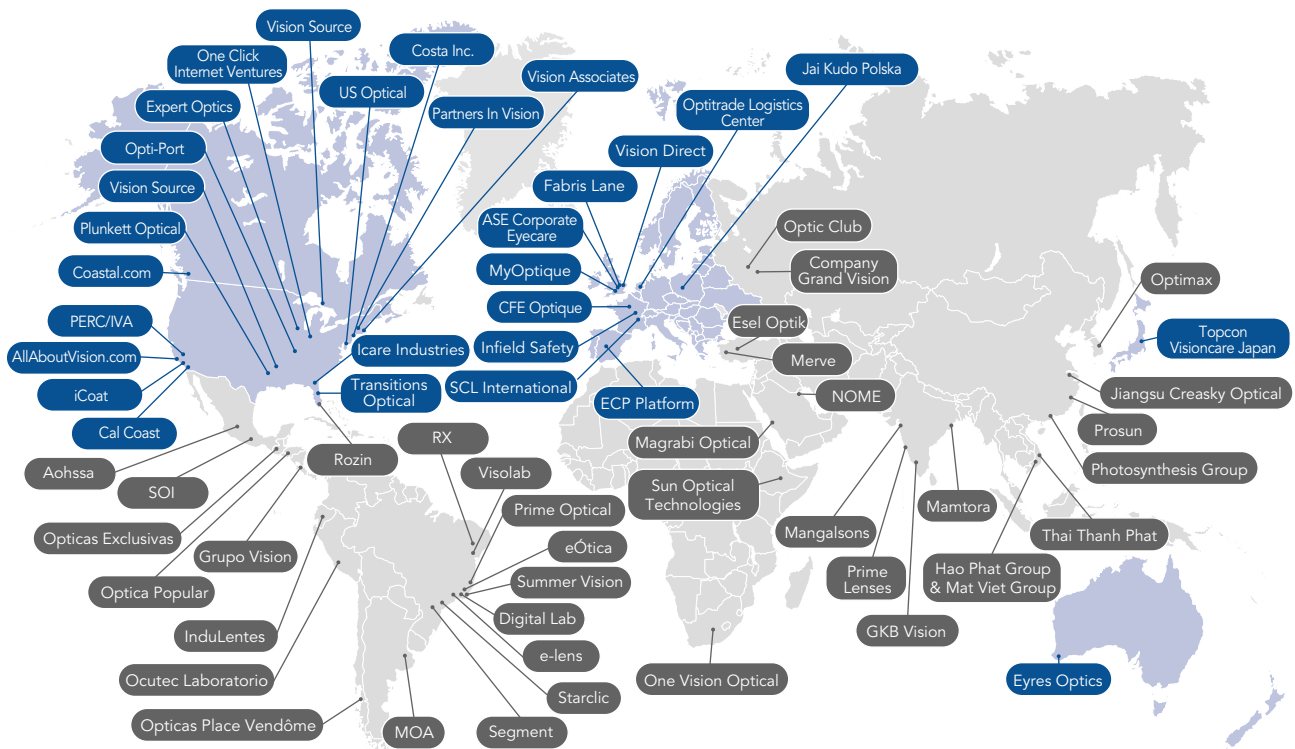 Vision Source
One Click
Internet Ventures
Costa Inc.
Vision Associates
Expert Optics
US Optical
Partners In Vision
Opti-Port
Vision Source
Plunkett Optical
Coastal.com
PERC/IVA
AllAboutVision.com
iCoat
Cal Coast
Icare Industries
Transitions
Optical
Jai Kudo Polska
Optitrade Logistics
Center
Vision Direct
Fabris Lane
ASE Corporate
Eyecare
MyOptique
CFE Optique
Infield Safety
SCL International
ECP Platform
Optic Club
Company
Grand Vision
Esel Optik
Merve
NOME
Magrabi Optical
Sun Optical
Technologies
One Vision Optical
Optimax
Topcon
Visioncare Japan
Jiangsu Creasky Optical
Prosun
Photosynthesis Group
Mamtora
Mangalsons
Thai Thanh Phat
Prime
Lenses
Hao Phat Group
& Mat Viet Group
GKB Vision
Eyres Optics
Aohssa
SOI
Rozin
RX
Visolab
Opticas Exclusivas
Grupo Vision
Optica Popular
InduLentes
Ocutec Laboratorio
Opticas Place Vendôme
Prime Optical
eÓtica
Summer Vision
Digital Lab
e-lens
Starclic
Segment
MOA